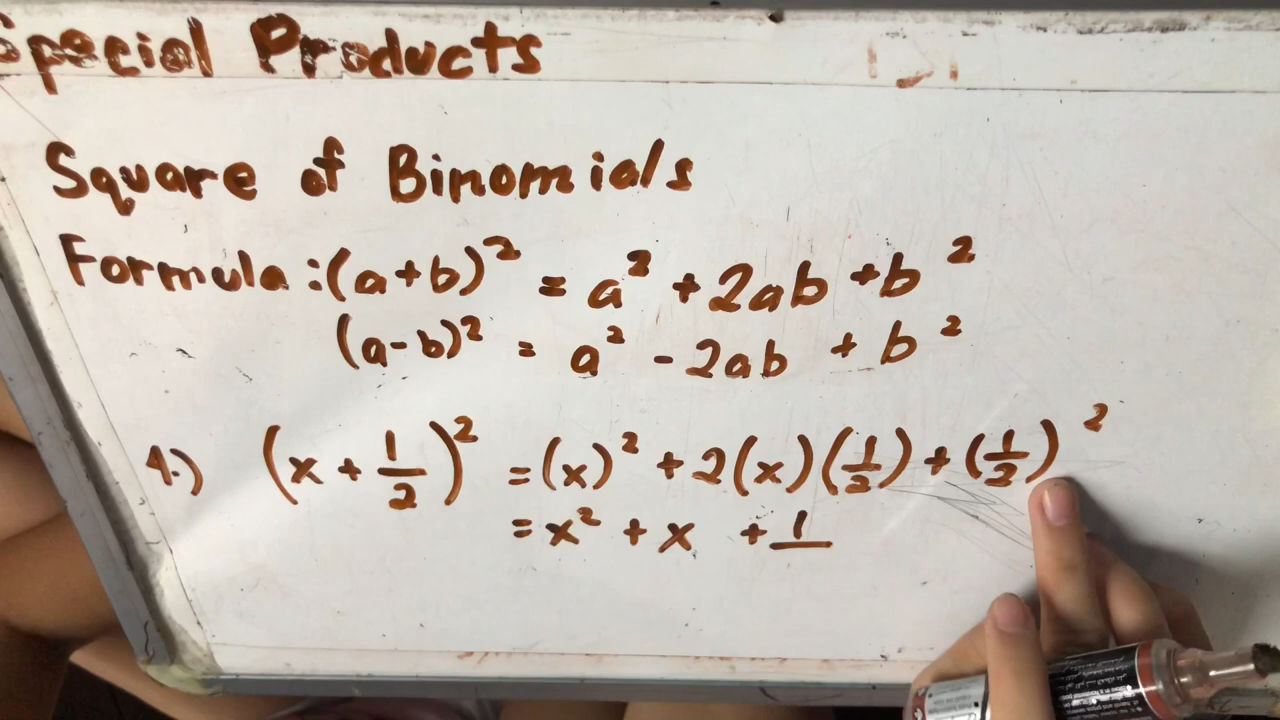 Special Products
Square of Binomials
Formula: (a+b)² = a² + 2ab + b²
(a-b)² = a² - 2ab + b²
4.) (x + 1/2)² = (x)² + 2(x)(1/2) + (1/2)²
= x² + x + 1/